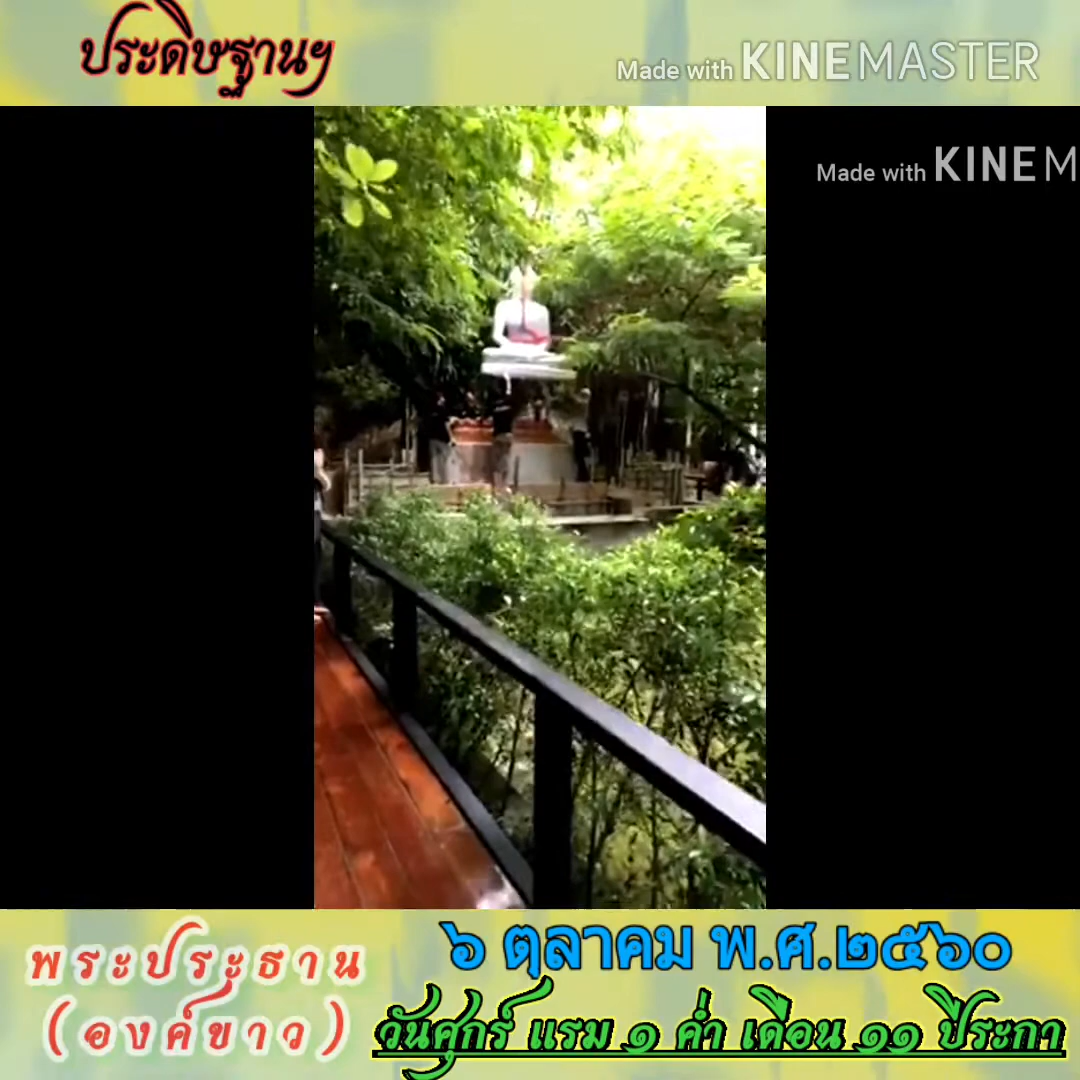 ประดิษฐานฯ
Made with KINEMASTER
Made with KINEM
พระประธาน
(องค์ขาว)
๖ ตุลาคม พ.ศ.๒๕๖๐
วันศุกร์ แรม ๑ ค่ำ เดือน ๑๑ ปีระกา